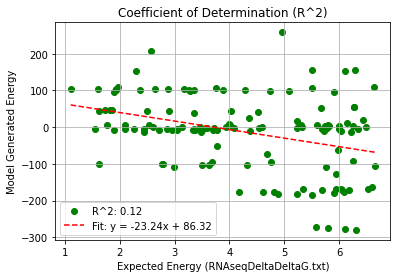 Coefficient of Determination (R^2)
Model Generated Energy
200
100
0
−100
−200
−300
R^2: 0.12
Fit: y = -23.24x + 86.32
1 2 3 4 5 6
Expected Energy (RNAseqDeltaDeltaG.txt)